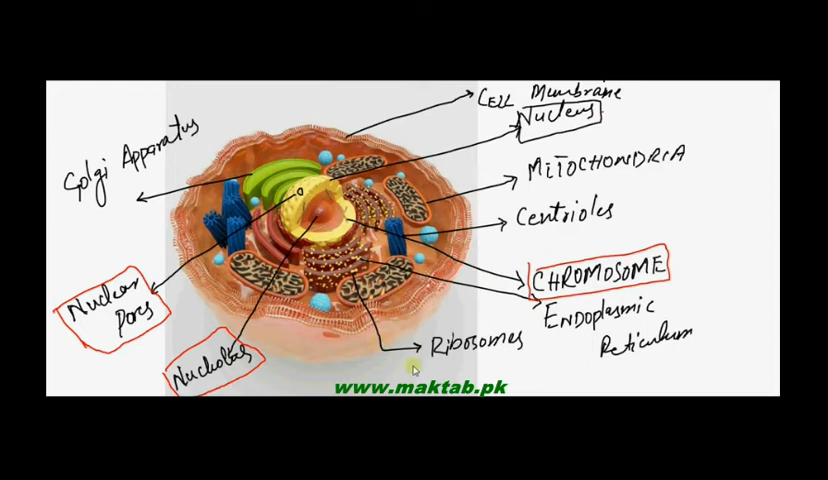 CELL Membrane
Nucleus
Golgi Apparatus
MITOCHONDRIA
Centrioles
CHROMOSOME
Nuclear
Pores
ENDOplasmic
Reticulum
Ribosomes
Nucleolus
www.maktab.pk